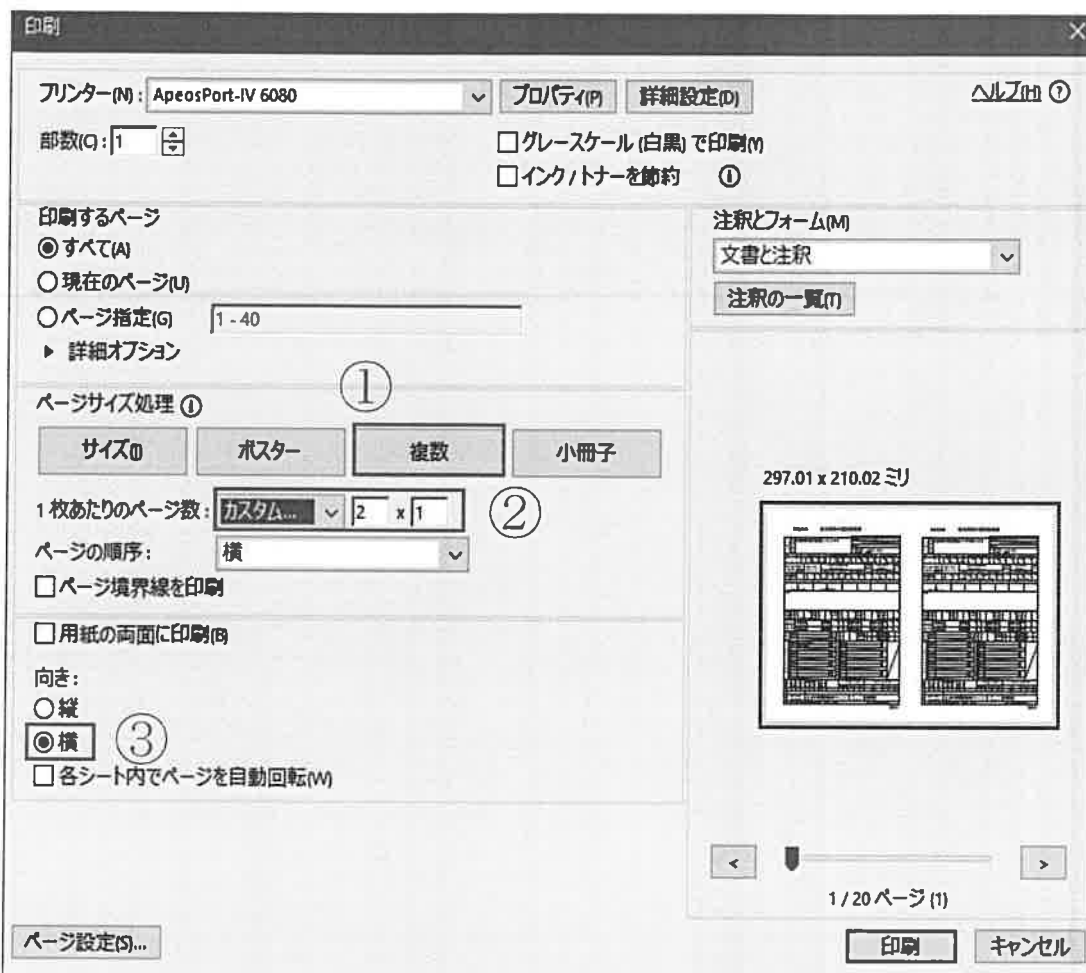 印刷
×
プリンター(N): ApeosPort-IV 6080 プロパティ(P) 詳細設定(D) ヘルプ(H)
部数(C): 1 □グレースケール (白黒) で印刷(Y)
□インク / トナーを節約
印刷するページ
すべて(A)
現在のページ(U)
ページ指定(G) 1 - 40
▶ 詳細オプション
注釈とフォーム(M)
文書と注釈
注釈の一覧(T)
①
ページサイズ処理
サイズ(I) ポスター 複数 小冊子
1 枚あたりのページ数: カスタム... 2 x 1 ②
ページの順序: 横
□ページ境界線を印刷
□用紙の両面に印刷(B)
向き:
縦
横 ③
□各シート内でページを自動回転(W)
297.01 x 210.02 ミリ
< >
1 / 20 ページ (1)
ページ設定(S)... 印刷 キャンセル